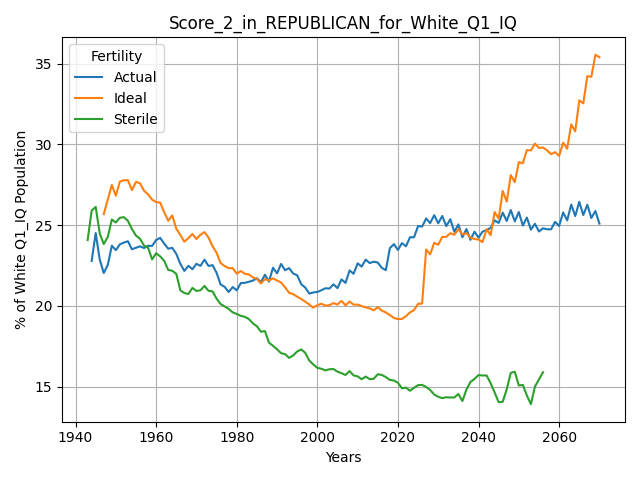 Score_2_in_REPUBLICAN_for_White_Q1_IQ
Fertility
Actual
Ideal
Sterile
% of White Q1_IQ Population
35
30
25
20
15
1940
1960
1980
2000
2020
2040
2060
Years